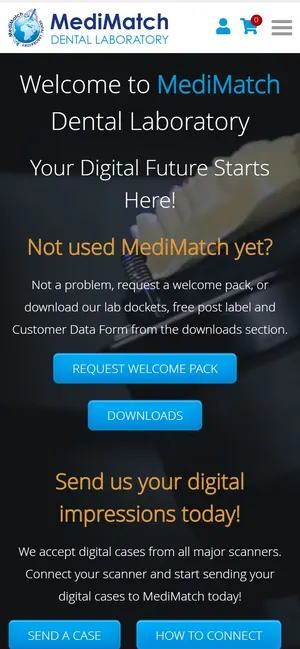 MediMatch
DENTAL LABORATORY
0
Welcome to MediMatch
Dental Laboratory
Your Digital Future Starts
Here!
Not used MediMatch yet?
Not a problem, request a welcome pack, or
download our lab dockets, free post label and
Customer Data Form from the downloads section.
REQUEST WELCOME PACK
DOWNLOADS
Send us your digital
impressions today!
We accept digital cases from all major scanners.
Connect your scanner and start sending your
digital cases to MediMatch today!
SEND A CASE
HOW TO CONNECT